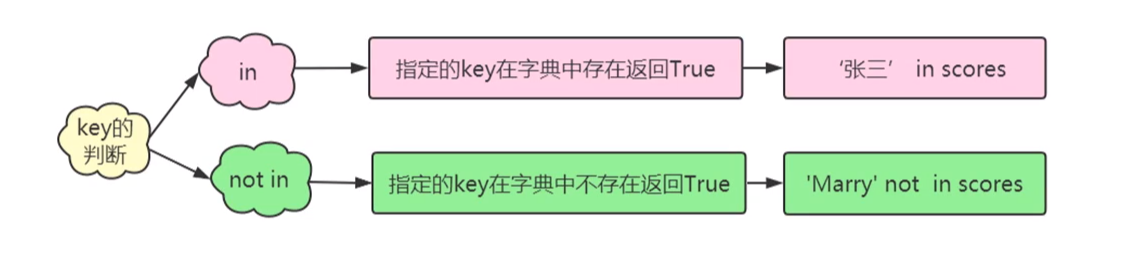 in
指定的key在字典中存在返回True
‘张三’ in scores
key的
判断
not in
指定的key在字典中不存在返回True
'Marry' not in scores